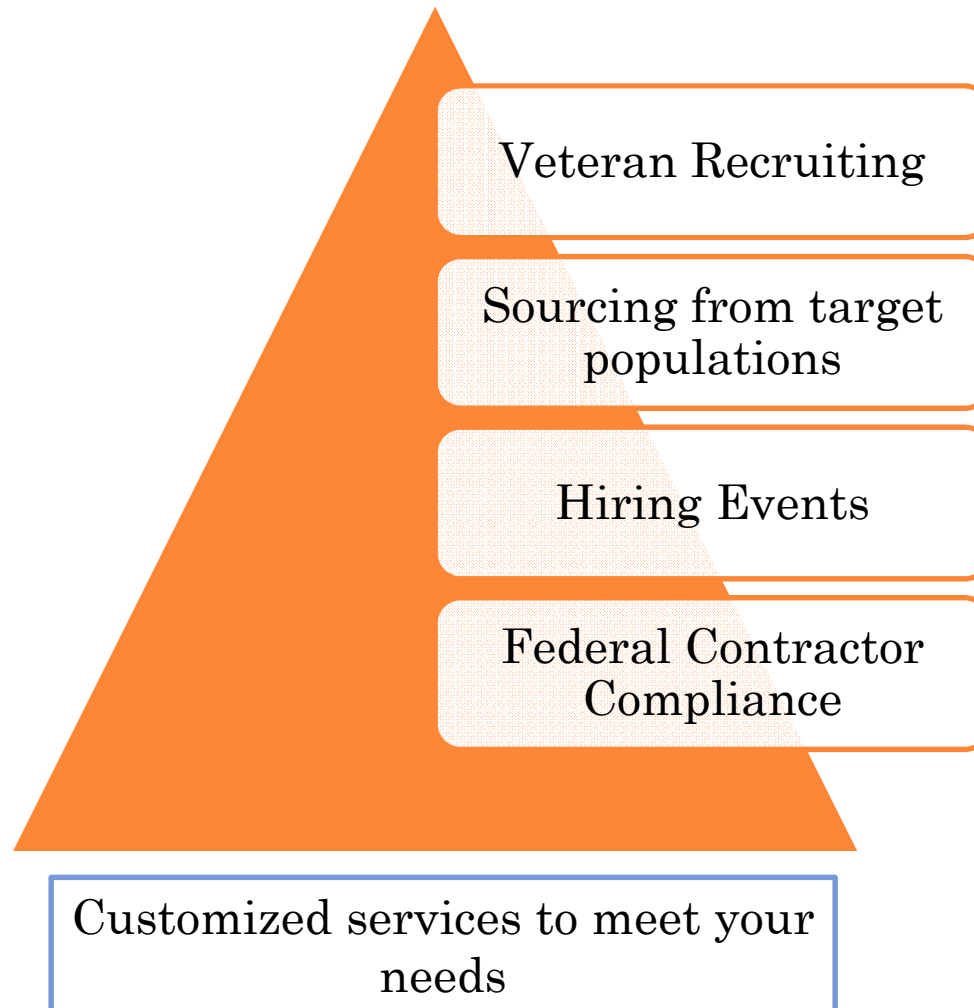 Veteran Recruiting
Sourcing from target
populations
Hiring Events
Federal Contractor
Compliance
Customized services to meet your
needs